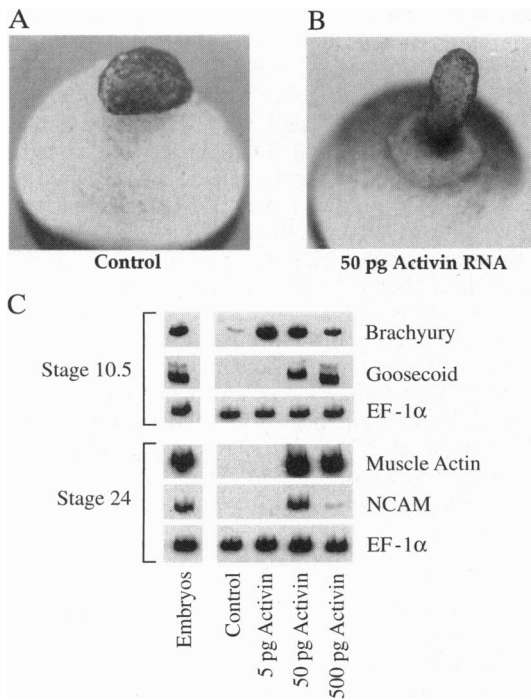 A
B
Control
50 pg Activin RNA
C
Stage 10.5
Brachyury
Goosecoid
EF-1α
Stage 24
Muscle Actin
NCAM
EF-1α
Embryos
Control
5 pg Activin
50 pg Activin
500 pg Activin